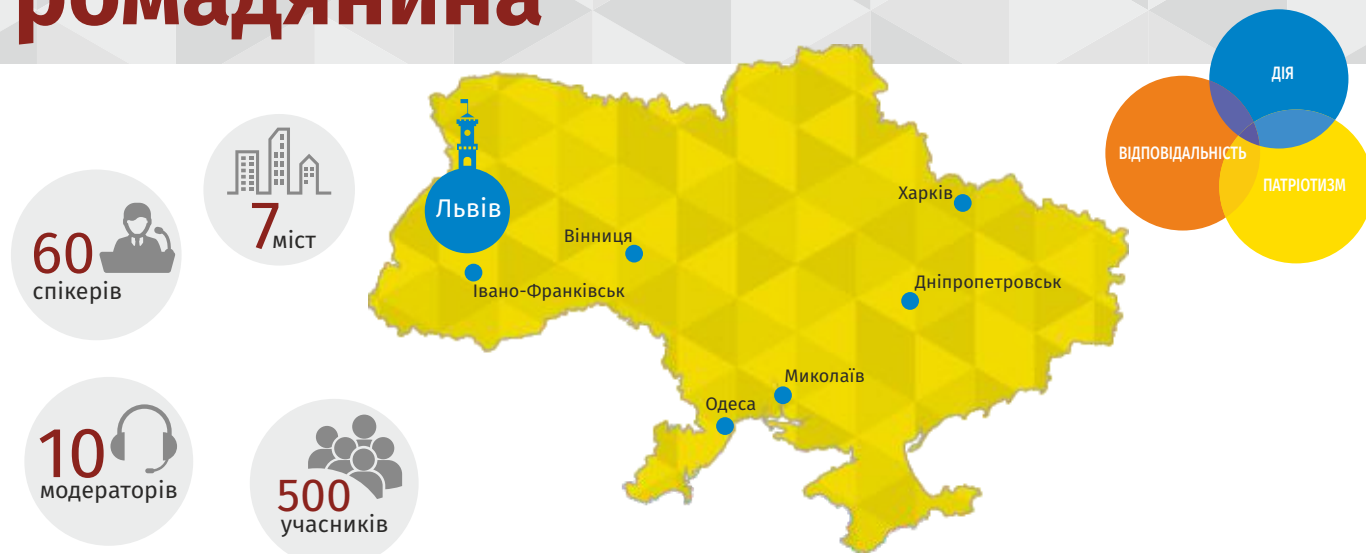 ромадянина
ДІЯ
ВІДПОВІДАЛЬНІСТЬ
ПАТРІОТИЗМ
7 міст
60
спікерів
Львів
Харків
Вінниця
Івано-Франківськ
Дніпропетровськ
Миколаїв
Одеса
10
модераторів
500
учасників